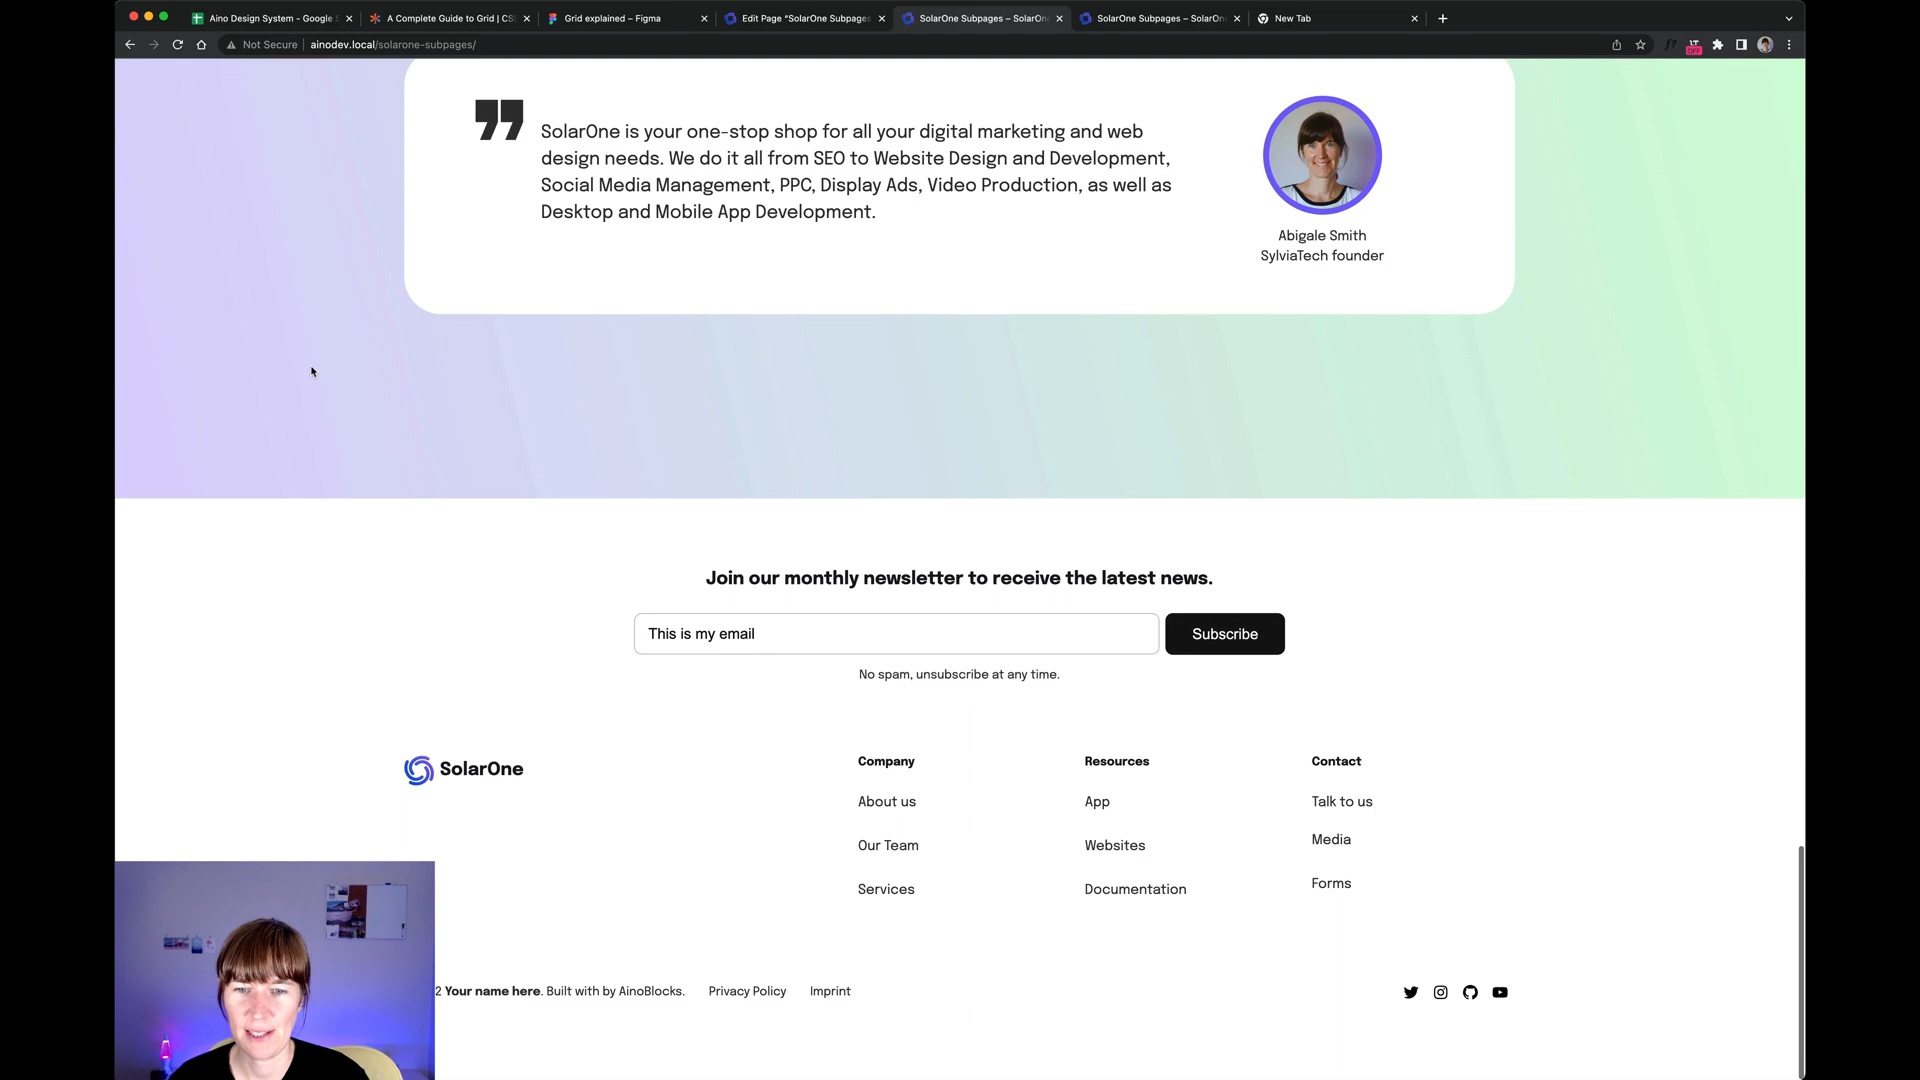 Aino Design System - Google S
A Complete Guide to Grid | CS
Grid explained – Figma
Edit Page “SolarOne Subpages
SolarOne Subpages – SolarOn
SolarOne Subpages – SolarOn
New Tab
Not Secure
ainodev.local/solarone-subpages/
f?
OFF
SolarOne is your one-stop shop for all your digital marketing and web
design needs. We do it all from SEO to Website Design and Development,
Social Media Management, PPC, Display Ads, Video Production, as well as
Desktop and Mobile App Development.
Abigale Smith
SylviaTech founder
Join our monthly newsletter to receive the latest news.
This is my email
Subscribe
No spam, unsubscribe at any time.
SolarOne
Company
About us
Our Team
Services
Resources
App
Websites
Documentation
Contact
Talk to us
Media
Forms
2 Your name here. Built with by AinoBlocks.
Privacy Policy
Imprint